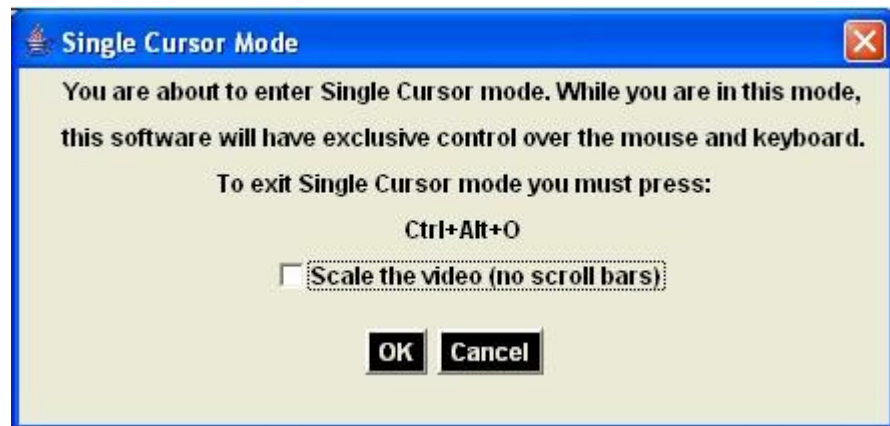 Single Cursor Mode
You are about to enter Single Cursor mode. While you are in this mode,
this software will have exclusive control over the mouse and keyboard.
To exit Single Cursor mode you must press:
Ctrl+Alt+O
Scale the video (no scroll bars)
OK Cancel